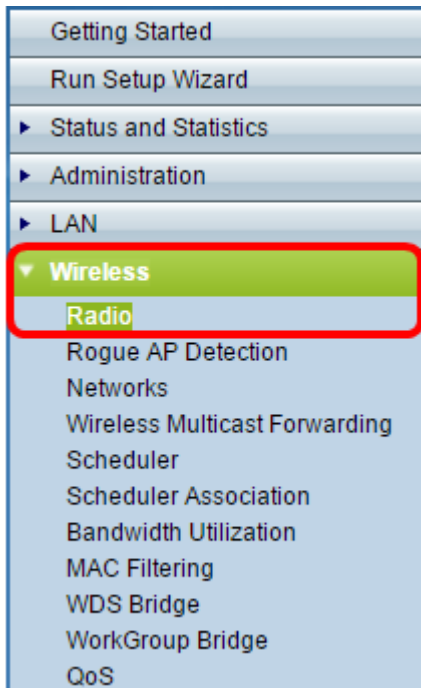 Getting Started
Run Setup Wizard
Status and Statistics
Administration
LAN
Wireless
Radio
Rogue AP Detection
Networks
Wireless Multicast Forwarding
Scheduler
Scheduler Association
Bandwidth Utilization
MAC Filtering
WDS Bridge
WorkGroup Bridge
QoS